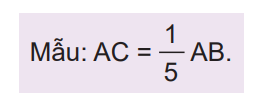 Mẫu: AC = 1/5 AB.